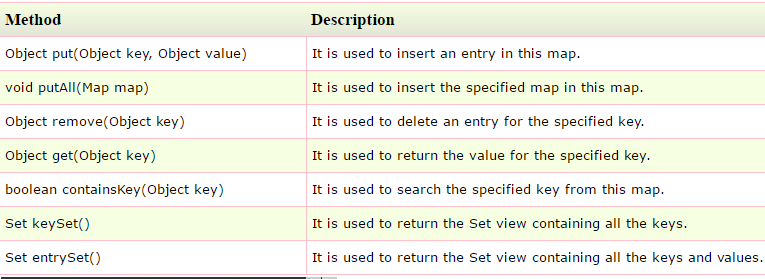 Method Description
Object put(Object key, Object value) It is used to insert an entry in this map.
void putAll(Map map) It is used to insert the specified map in this map.
Object remove(Object key) It is used to delete an entry for the specified key.
Object get(Object key) It is used to return the value for the specified key.
boolean containsKey(Object key) It is used to search the specified key from this map.
Set keySet() It is used to return the Set view containing all the keys.
Set entrySet() It is used to return the Set view containing all the keys and values.